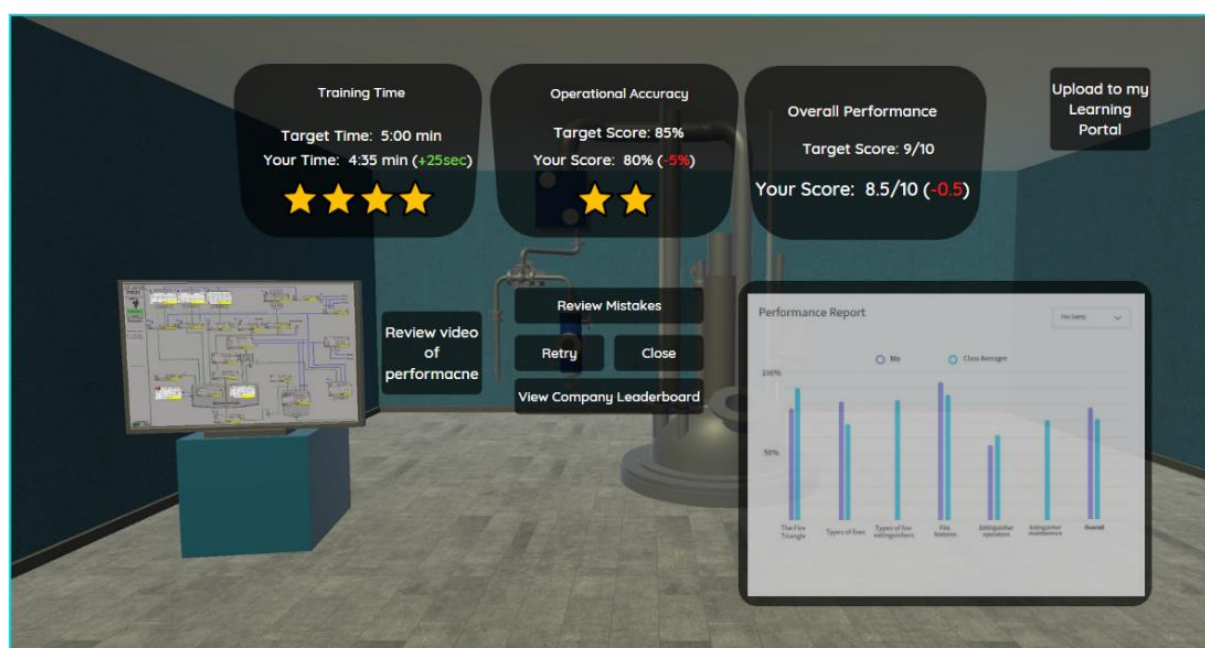 Training Time
Target Time: 5:00 min
Your Time: 4:35 min (+25sec)
Operational Accuracy
Target Score: 85%
Your Score: 80% (-5%)
Overall Performance
Target Score: 9/10
Your Score: 8.5/10 (-0.5)
Upload to my
Learning
Portal
Review video
of
performacne
Review Mistakes
Retry
Close
View Company Leaderboard
Performance Report
Fire Safety
Me
Class Averages
100%
50%
The Fire
Triangle
Types of fires
Types of fire
extinguishers
Fire
features
Extinguisher
operation
Extinguisher
maintenance
Overall